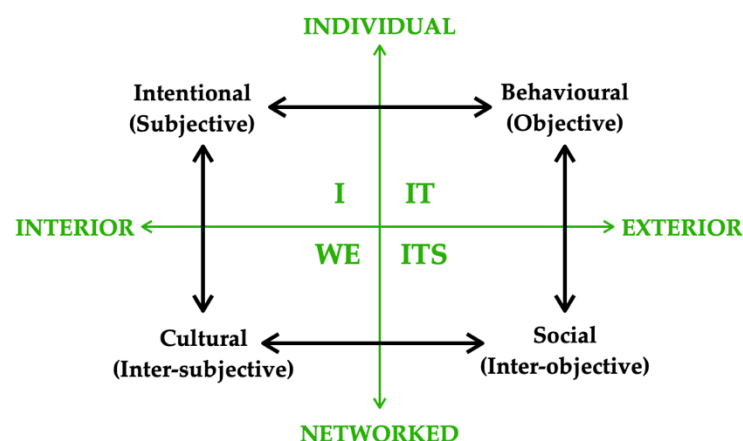 INDIVIDUAL
Intentional
(Subjective)
Behavioural
(Objective)
I
IT
INTERIOR
EXTERIOR
WE
ITS
Cultural
(Inter-subjective)
Social
(Inter-objective)
NETWORKED